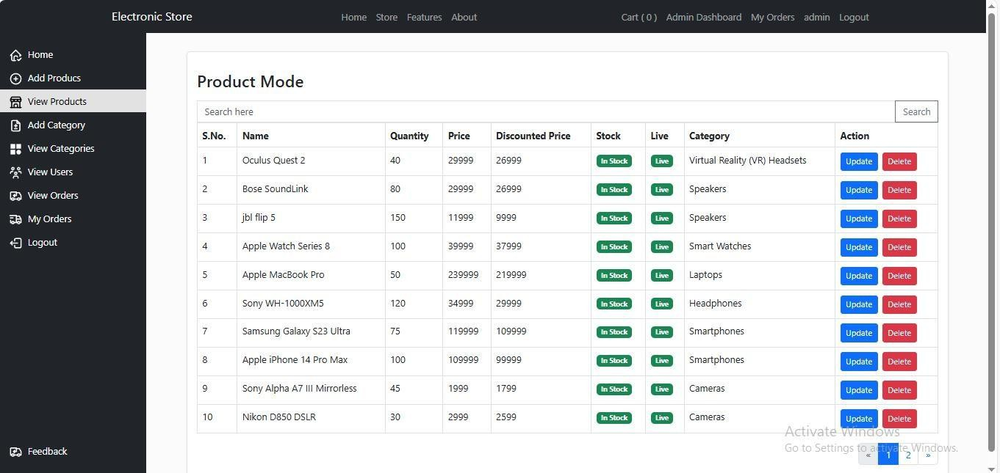 Electronic Store Home Store Features About Cart ( 0 ) Admin Dashboard My Orders admin Logout
Home
Add Producs
View Products
Add Category
View Categories
View Users
View Orders
My Orders
Logout
Feedback
Product Mode
Search here Search
S.No. Name Quantity Price Discounted Price Stock Live Category Action
1 Oculus Quest 2 40 29999 26999 In Stock Live Virtual Reality (VR) Headsets Update Delete
2 Bose SoundLink 80 29999 26999 In Stock Live Speakers Update Delete
3 jbl flip 5 150 11999 9999 In Stock Live Speakers Update Delete
4 Apple Watch Series 8 100 39999 37999 In Stock Live Smart Watches Update Delete
5 Apple MacBook Pro 50 239999 219999 In Stock Live Laptops Update Delete
6 Sony WH-1000XM5 120 34999 29999 In Stock Live Headphones Update Delete
7 Samsung Galaxy S23 Ultra 75 119999 109999 In Stock Live Smartphones Update Delete
8 Apple iPhone 14 Pro Max 100 109999 99999 In Stock Live Smartphones Update Delete
9 Sony Alpha A7 III Mirrorless 45 1999 1799 In Stock Live Cameras Update Delete
10 Nikon D850 DSLR 30 2999 2599 In Stock Live Cameras Update Delete
Activate Windows
Go to Settings to activate Windows.
« 1 2 »